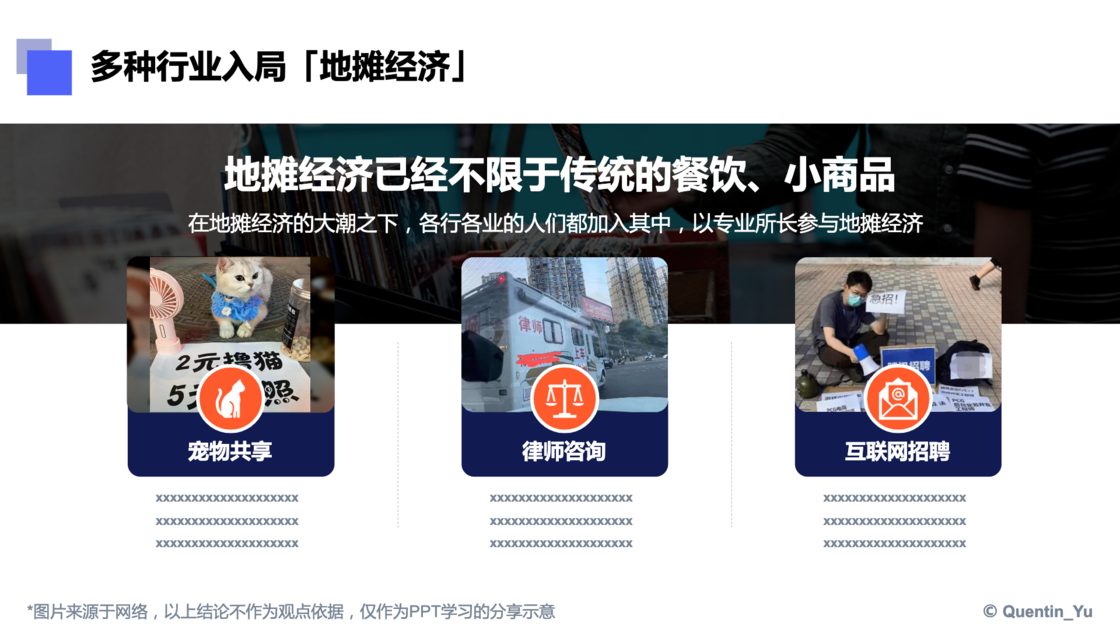 多种行业入局「地摊经济」
地摊经济已经不限于传统的餐饮、小商品
在地摊经济的大潮之下，各行各业的人们都加入其中，以专业所长参与地摊经济
2元撸猫
5
照
律师
上车
急招！
招聘
宠物共享
律师咨询
互联网招聘
xxxxxxxxxxxxxxxxxxxx
xxxxxxxxxxxxxxxxxxxx
xxxxxxxxxxxxxxxxxxxx
xxxxxxxxxxxxxxxxxxxx
xxxxxxxxxxxxxxxxxxxx
xxxxxxxxxxxxxxxxxxxx
xxxxxxxxxxxxxxxxxxxx
xxxxxxxxxxxxxxxxxxxx
xxxxxxxxxxxxxxxxxxxx
*图片来源于网络，以上结论不作为观点依据，仅作为PPT学习的分享示意
© Quentin_Yu